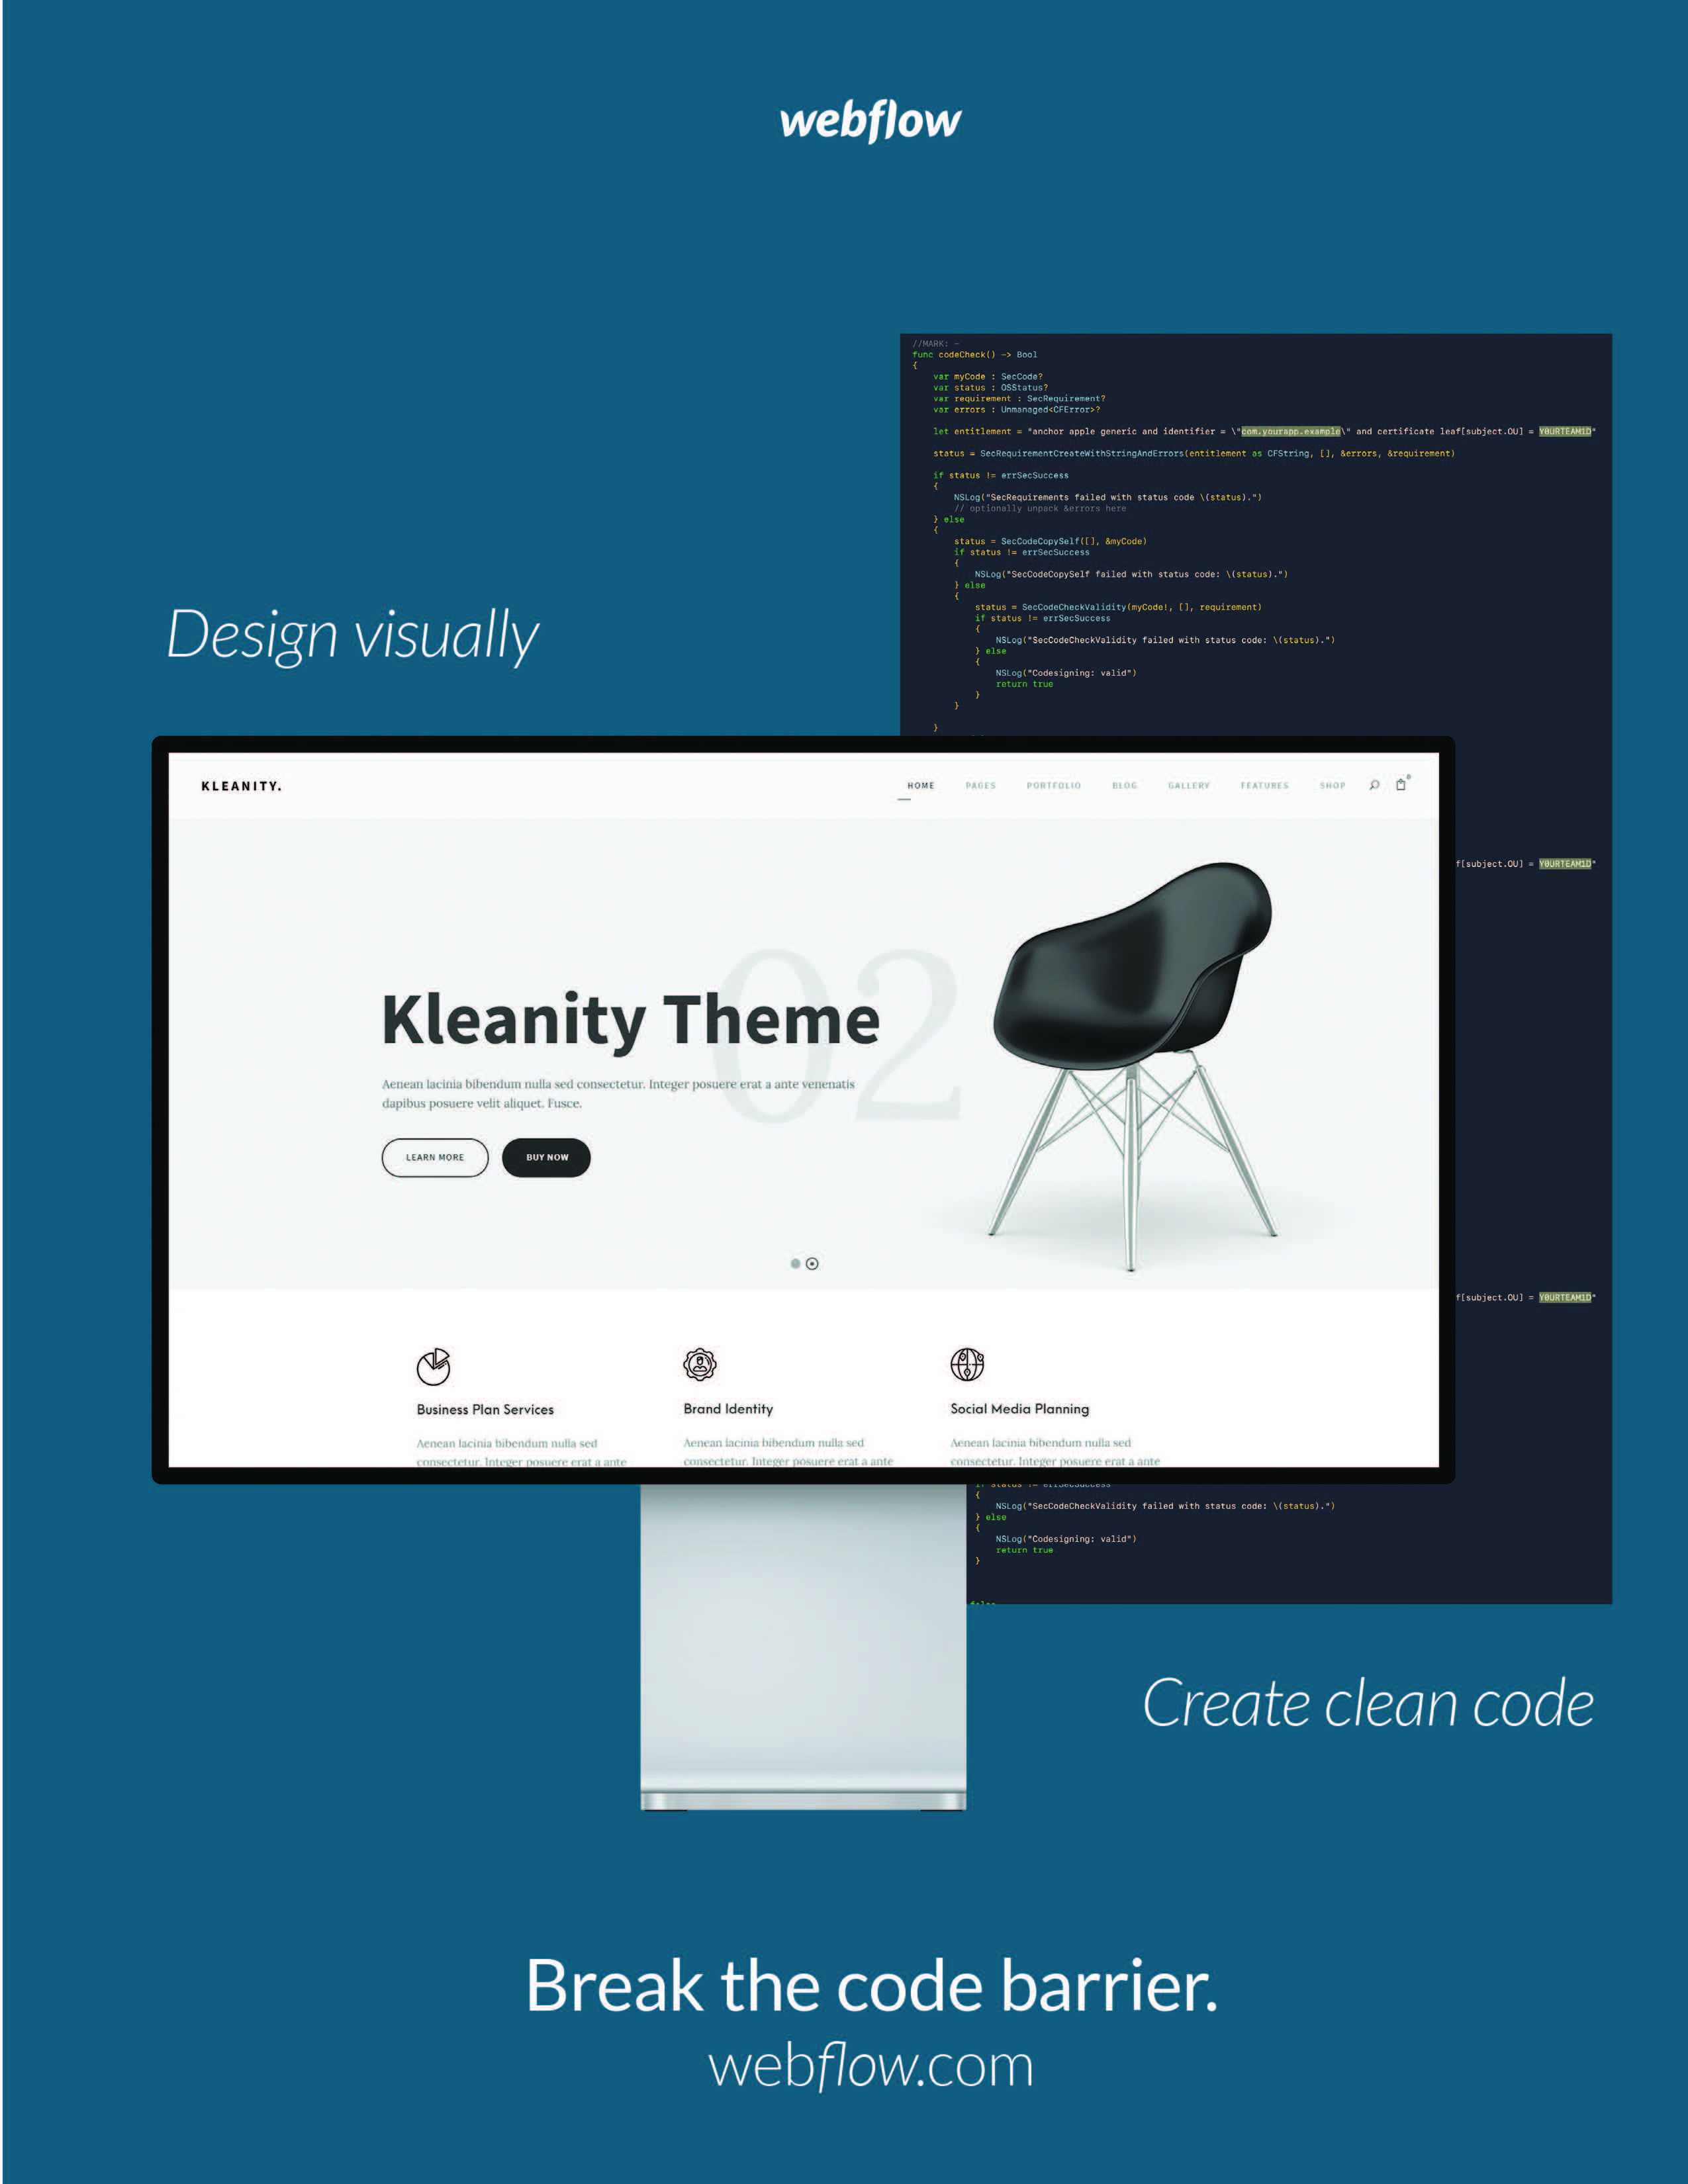 webflow
//MARK: -
func codeCheck() -> Bool
{
var myCode : SecCode?
var status : OSStatus?
var requirement : SecRequirement?
var errors : Unmanaged<CFError>?
let entitlement = "anchor apple generic and identifier = \"com.yourapp.example\" and certificate leaf[subject.OU] = Y0URTEAM1D"
status = SecRequirementCreateWithStringAndErrors(entitlement as CFString, [], &errors, &requirement)
if status != errSecSuccess
{
NSLog("SecRequirements failed with status code \(status).")
// optionally unpack &errors here
} else
{
status = SecCodeCopySelf([], &myCode)
if status != errSecSuccess
{
NSLog("SecCodeCopySelf failed with status code: \(status).")
} else
{
status = SecCodeCheckValidity(myCode!, [], requirement)
if status != errSecSuccess
{
NSLog("SecCodeCheckValidity failed with status code: \(status).")
} else
{
NSLog("Codesigning: valid")
return true
}
}
}
Design visually
KLEANITY.
HOME PAGES PORTFOLIO BLOG GALLERY FEATURES SHOP 0
f[subject.OU] = Y0URTEAM1D"
02
Kleanity Theme
Aenean lacinia bibendum nulla sed consectetur. Integer posuere erat a ante venenatis
dapibus posuere velit aliquet. Fusce.
LEARN MORE BUY NOW
f[subject.OU] = Y0URTEAM1D"
Business Plan Services
Aenean lacinia bibendum nulla sed
consectetur. Integer posuere erat a ante
Brand Identity
Aenean lacinia bibendum nulla sed
consectetur. Integer posuere erat a ante
Social Media Planning
Aenean lacinia bibendum nulla sed
consectetur. Integer posuere erat a ante
{
NSLog("SecCodeCheckValidity failed with status code: \(status).")
} else
{
NSLog("Codesigning: valid")
return true
}
Create clean code
Break the code barrier.
webflow.com